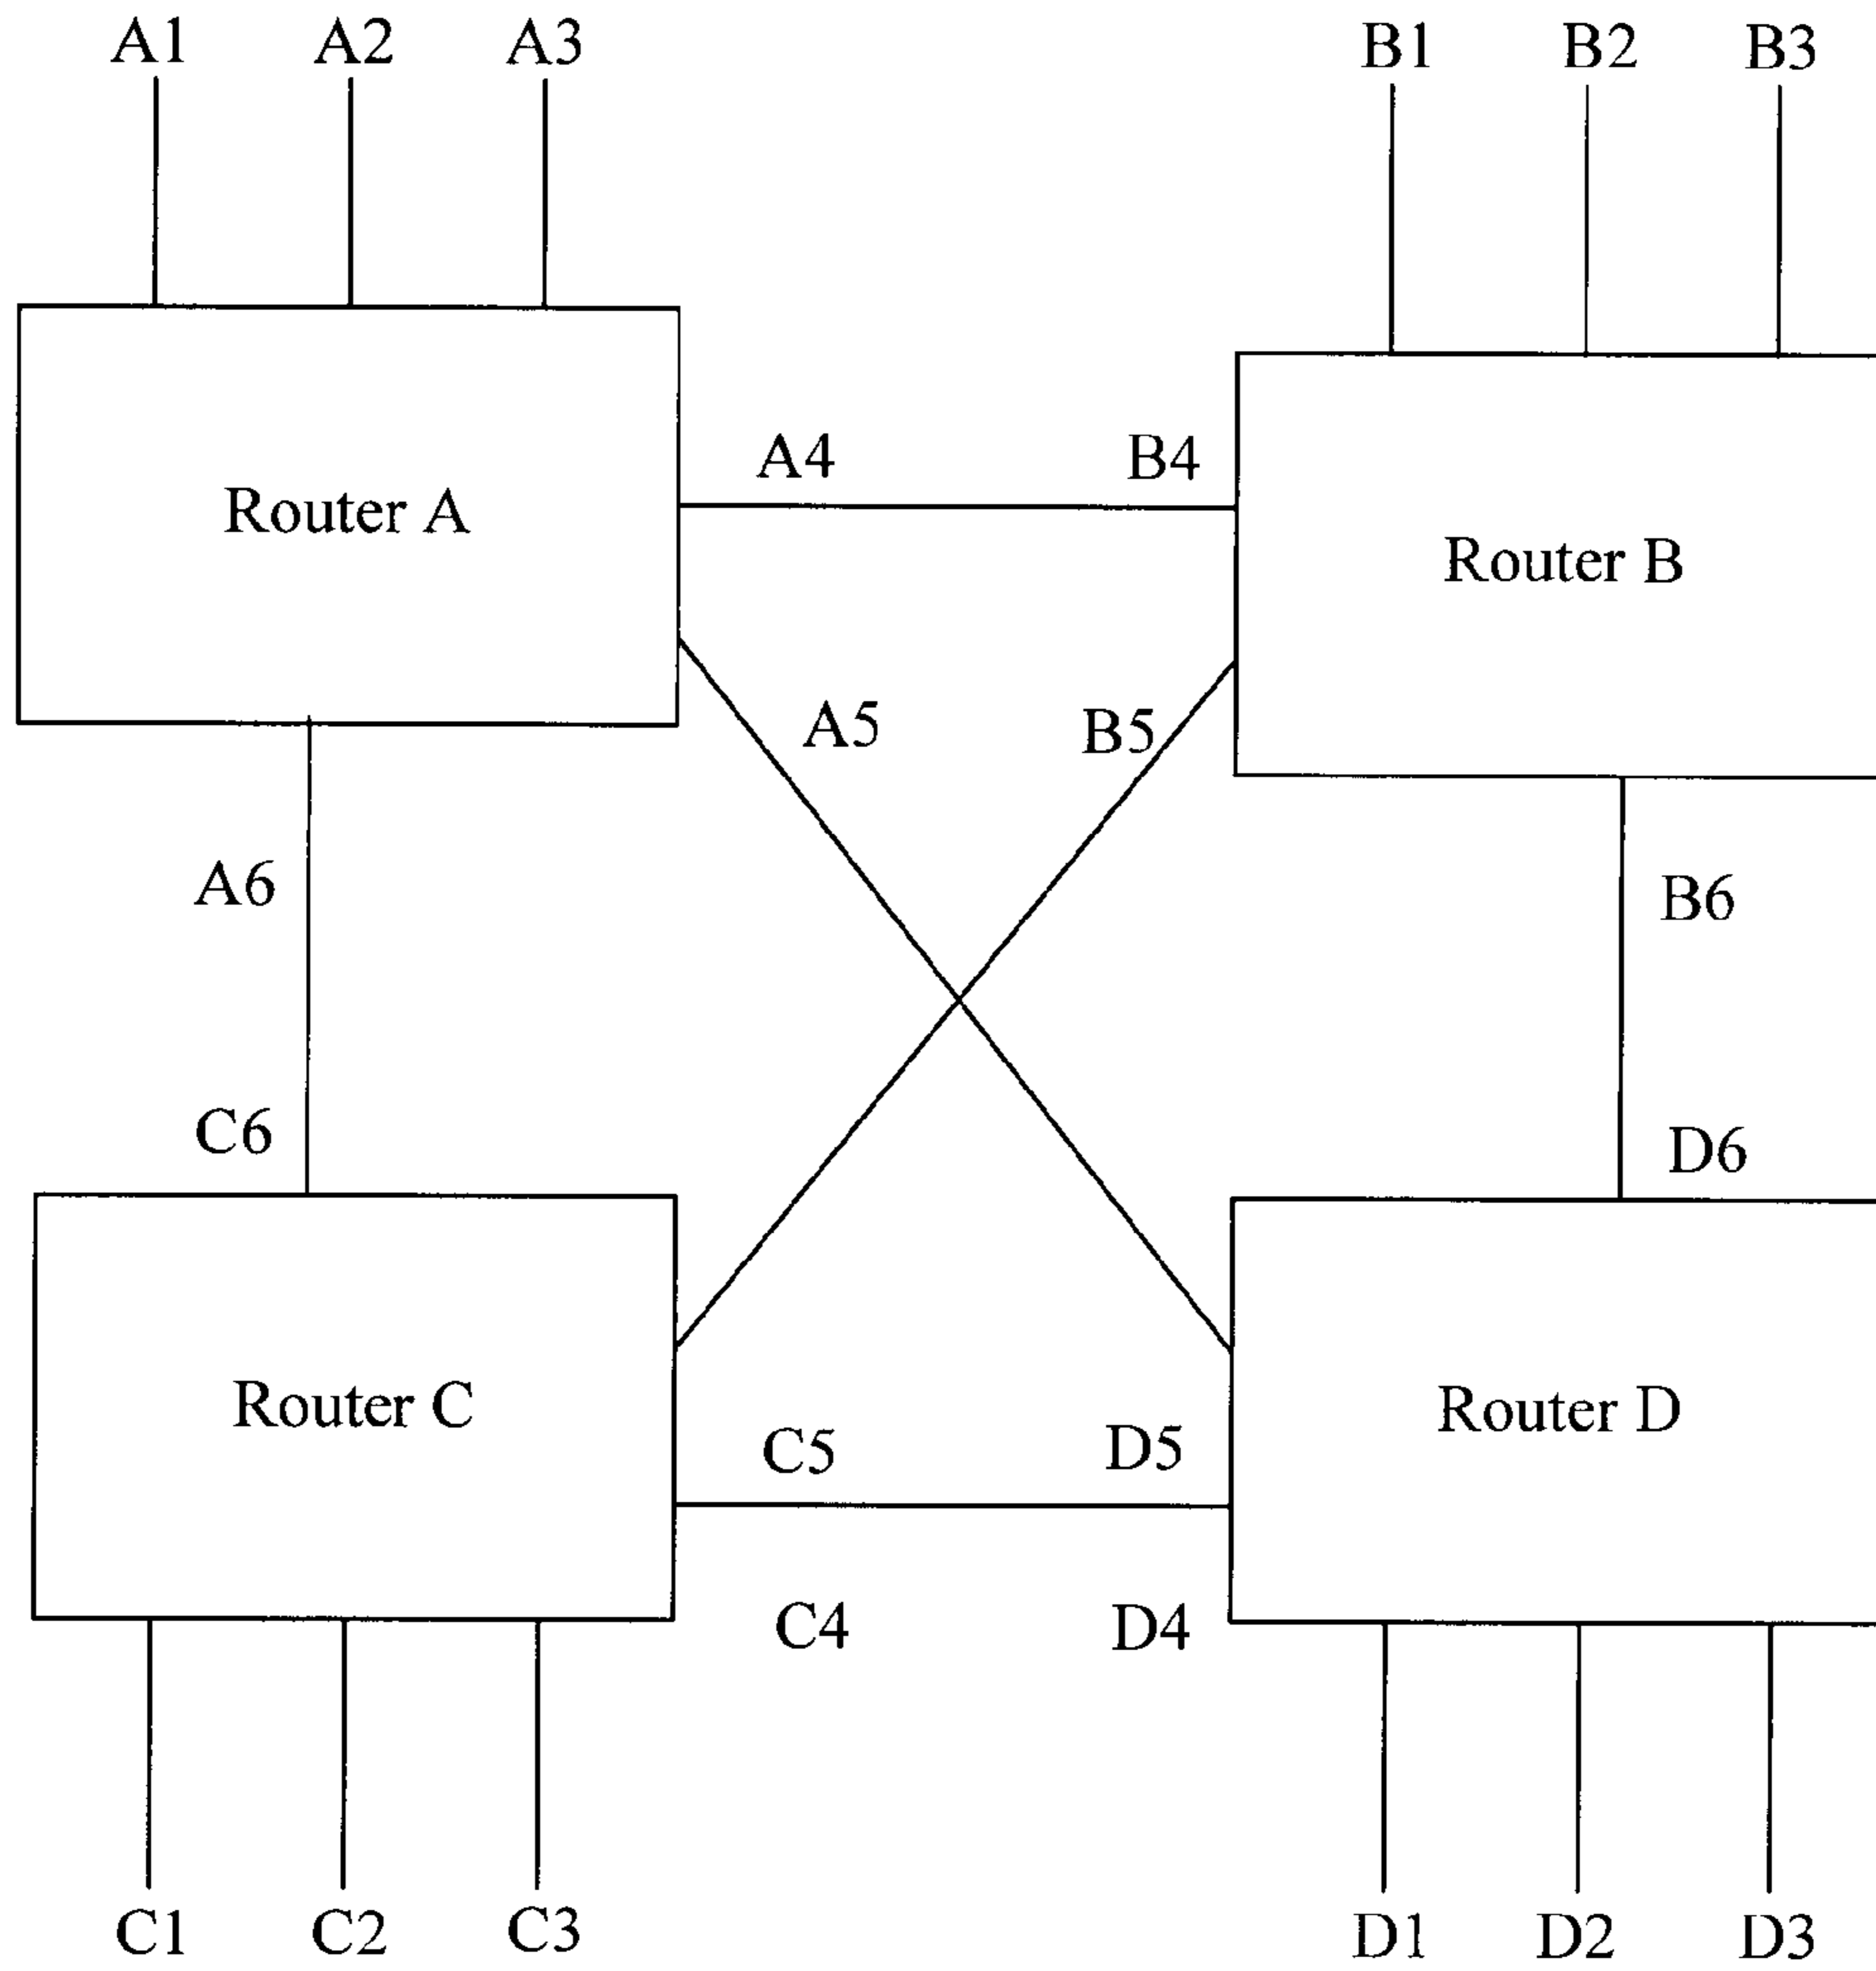 A1 A2 A3 B1 B2 B3
A4 B4
Router A
Router B
A5 B5
A6 B6
C6 D6
Router C Router D
C5 D5
C4 D4
C1 C2 C3 D1 D2 D3